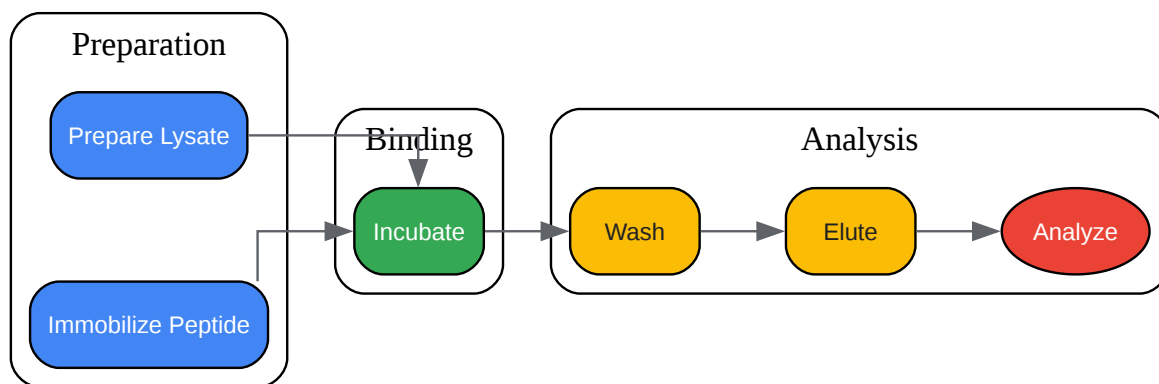 Preparation
Prepare Lysate
Immobilize Peptide
Binding
Incubate
Analysis
Wash
Elute
Analyze